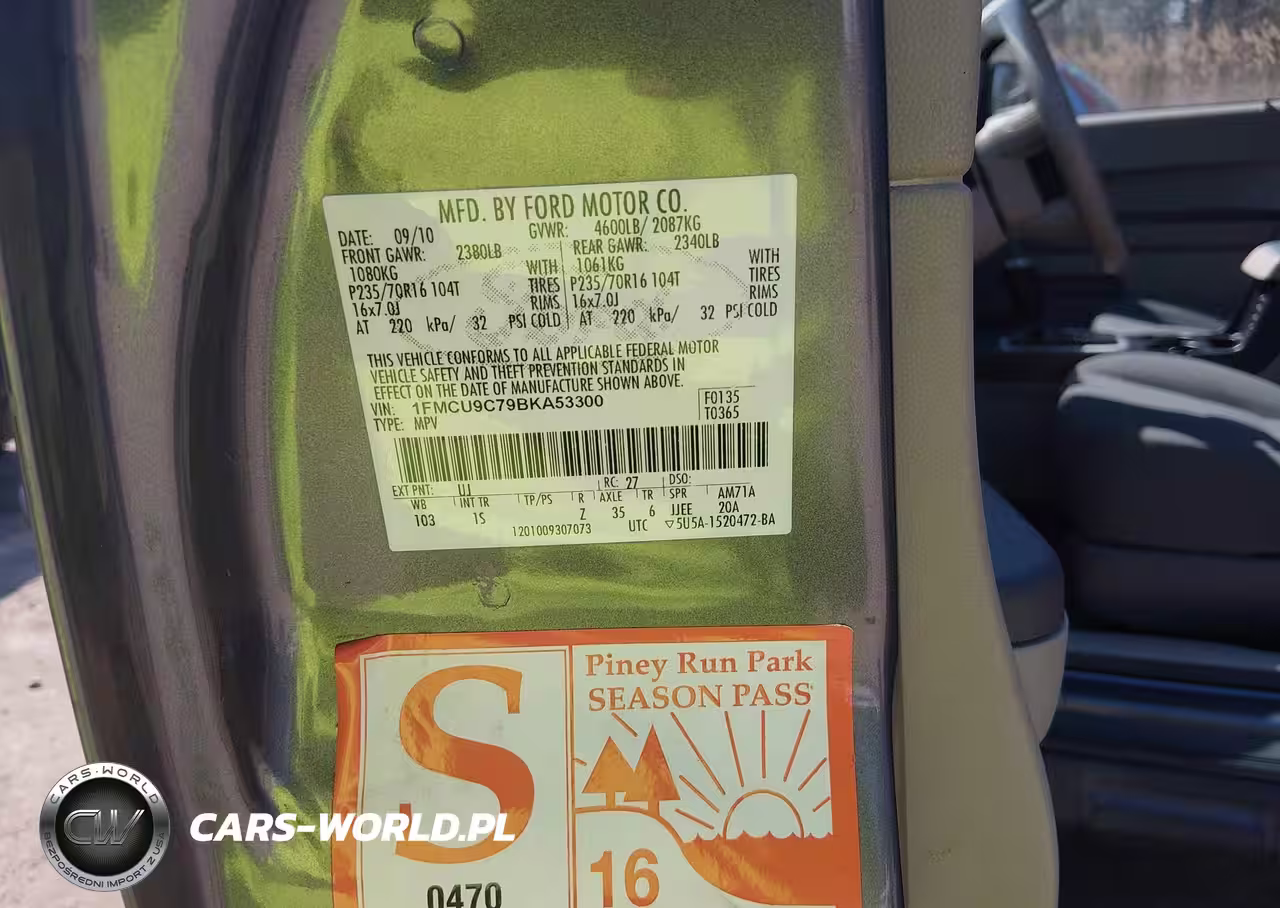 MFD. BY FORD MOTOR CO.
DATE: 09/10 GVWR: 4600LB/ 2087KG
FRONT GAWR: 2380LB REAR GAWR: 2340LB
1080KG WITH 1061KG WITH
P235/70R16 104T TIRES P235/70R16 104T TIRES
16x7.0J RIMS 16x7.0J RIMS
AT 220 kPa/ 32 PSI COLD AT 220 kPa/ 32 PSI COLD
THIS VEHICLE CONFORMS TO ALL APPLICABLE FEDERAL MOTOR
VEHICLE SAFETY AND THEFT PREVENTION STANDARDS IN
EFFECT ON THE DATE OF MANUFACTURE SHOWN ABOVE.
VIN: 1FMCU9C79BKA53300 F0135
TYPE: MPV T0365
EXT PNT: UJ RC: 27 DSO:
WB INT TR TP/PS R AXLE TR SPR AM71A
103 1S Z 35 6 JJEE 20A
1201009307073 UTC ▽5U5A-1520472-BA
S
Piney Run Park
SEASON PASS
16
0470
CARS-WORLD
CW
BEZPOŚREDNI IMPORT Z USA
CARS-WORLD.PL